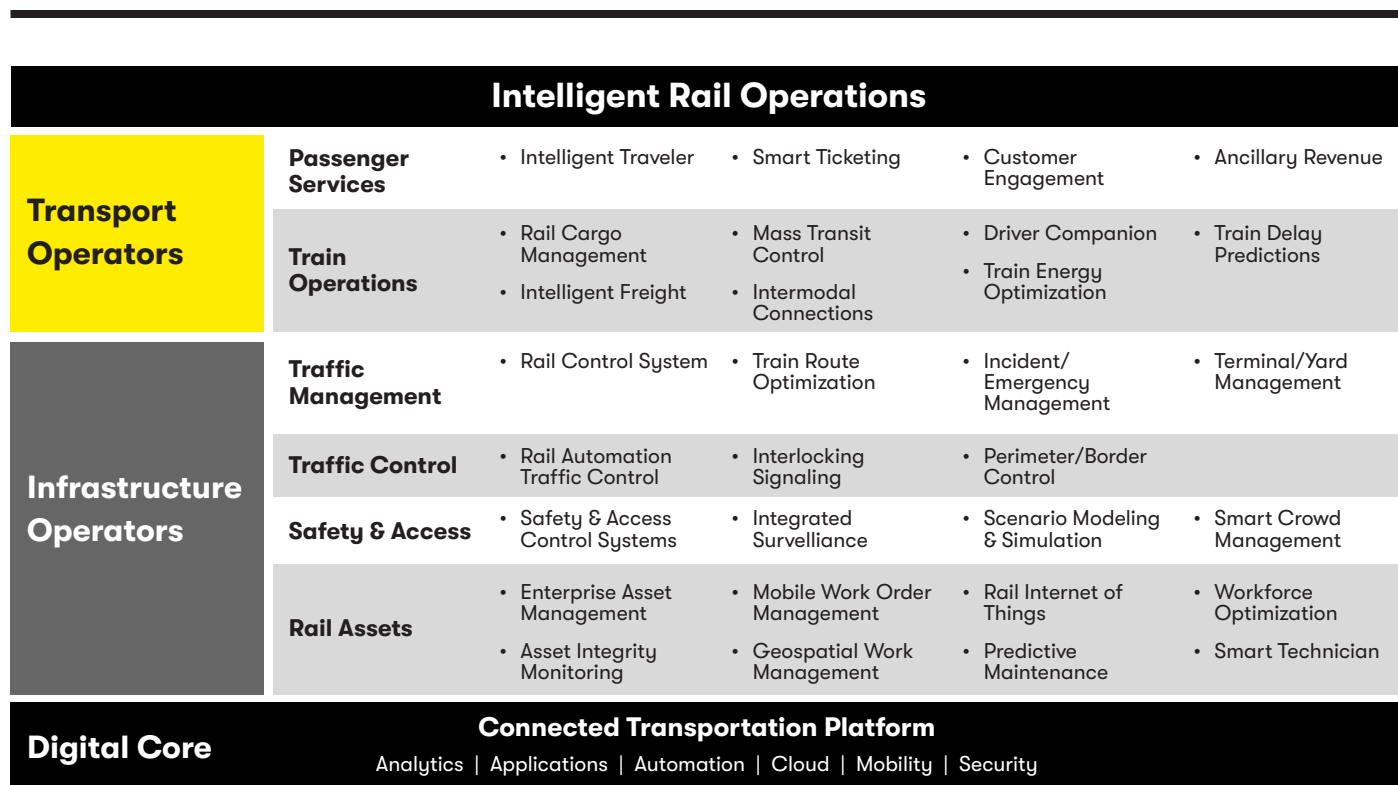 Intelligent Rail Operations
Transport
Operators
Passenger
Services
• Intelligent Traveler
• Smart Ticketing
• Customer
Engagement
• Ancillary Revenue
Train
Operations
• Rail Cargo
Management
• Intelligent Freight
• Mass Transit
Control
• Intermodal
Connections
• Driver Companion
• Train Energy
Optimization
• Train Delay
Predictions
Infrastructure
Operators
Traffic
Management
• Rail Control System
• Train Route
Optimization
• Incident/
Emergency
Management
• Terminal/Yard
Management
Traffic Control
• Rail Automation
Traffic Control
• Interlocking
Signaling
• Perimeter/Border
Control
Safety & Access
• Safety & Access
Control Systems
• Integrated
Survelliance
• Scenario Modeling
& Simulation
• Smart Crowd
Management
Rail Assets
• Enterprise Asset
Management
• Asset Integrity
Monitoring
• Mobile Work Order
Management
• Geospatial Work
Management
• Rail Internet of
Things
• Predictive
Maintenance
• Workforce
Optimization
• Smart Technician
Digital Core
Connected Transportation Platform
Analytics | Applications | Automation | Cloud | Mobility | Security